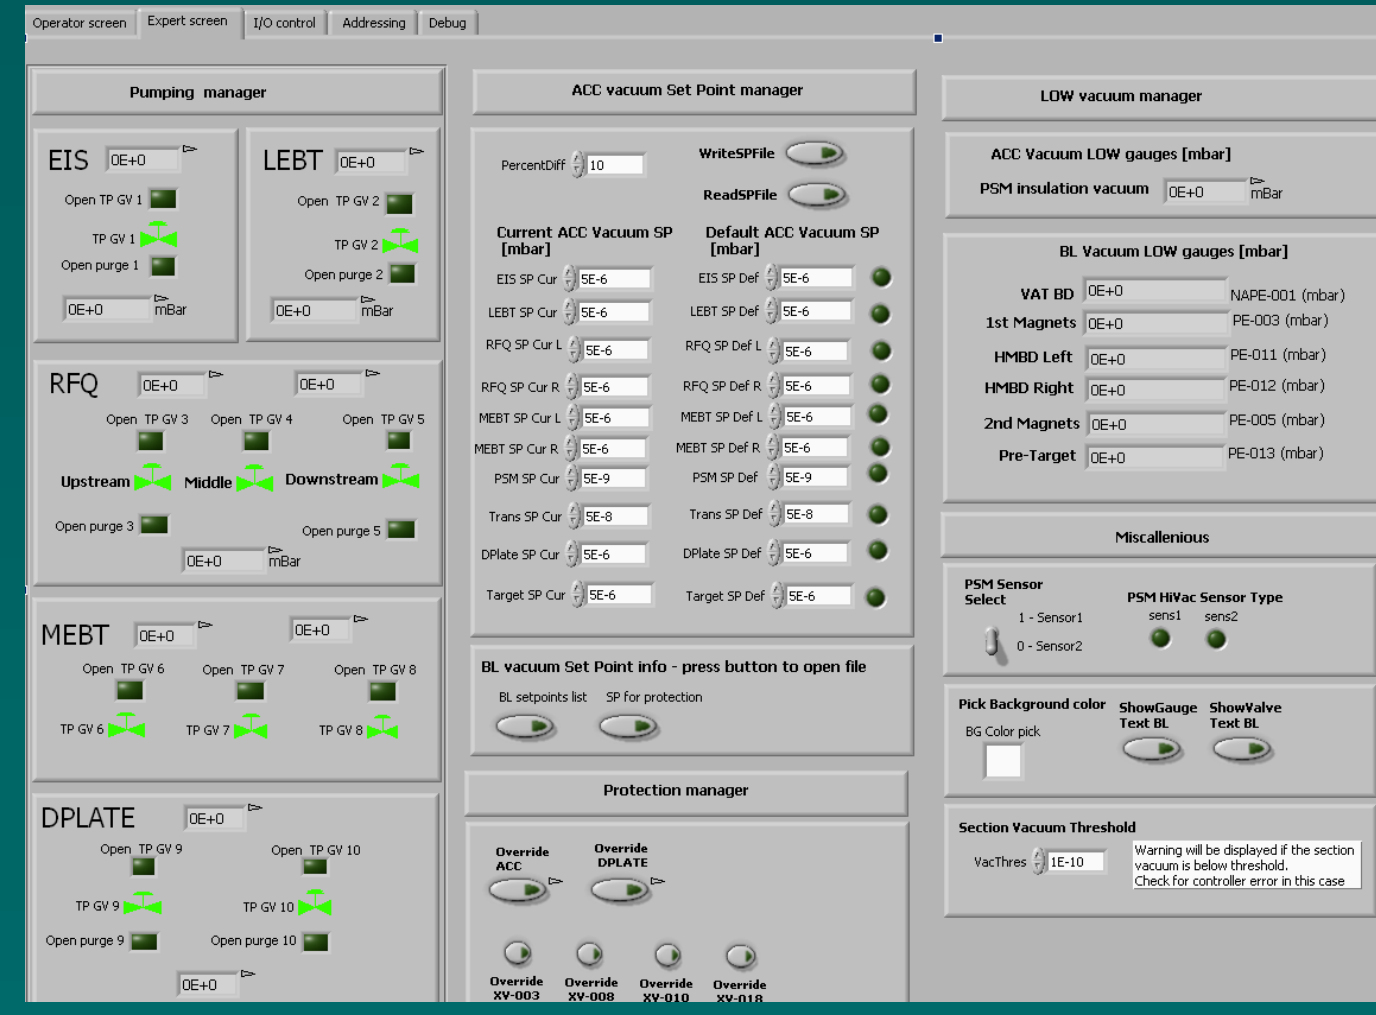 Operator screen
Expert screen
I/O control
Addressing
Debug
Pumping manager
EIS
0E+0
Open TP GV 1
TP GV 1
Open purge 1
0E+0
mBar
LEBT
0E+0
Open TP GV 2
TP GV 2
Open purge 2
0E+0
mBar
RFQ
0E+0
0E+0
Open TP GV 3
Open TP GV 4
Open TP GV 5
Upstream
Middle
Downstream
Open purge 3
Open purge 5
0E+0
mBar
MEBT
0E+0
0E+0
Open TP GV 6
Open TP GV 7
Open TP GV 8
TP GV 6
TP GV 7
TP GV 8
DPLATE
0E+0
Open TP GV 9
Open TP GV 10
TP GV 9
TP GV 10
Open purge 9
Open purge 10
0E+0
ACC vacuum Set Point manager
PercentDiff
10
WriteSPFile
ReadSPFile
Current ACC Vacuum SP
[mbar]
Default ACC Vacuum SP
[mbar]
EIS SP Cur
5E-6
EIS SP Def
5E-6
LEBT SP Cur
5E-6
LEBT SP Def
5E-6
RFQ SP Cur L
5E-6
RFQ SP Def L
5E-6
RFQ SP Cur R
5E-6
RFQ SP Def R
5E-6
MEBT SP Cur L
5E-6
MEBT SP Def L
5E-6
MEBT SP Cur R
5E-6
MEBT SP Def R
5E-6
PSM SP Cur
5E-9
PSM SP Def
5E-9
Trans SP Cur
5E-8
Trans SP Def
5E-8
DPlate SP Cur
5E-6
DPlate SP Def
5E-6
Target SP Cur
5E-6
Target SP Def
5E-6
BL vacuum Set Point info - press button to open file
BL setpoints list
SP for protection
Protection manager
Override
ACC
Override
DPLATE
Override
XV-003
Override
XV-008
Override
XV-010
Override
XV-018
LOW vacuum manager
ACC Vacuum LOW gauges [mbar]
PSM insulation vacuum
0E+0
mBar
BL Vacuum LOW gauges [mbar]
VAT BD
0E+0
NAPE-001 (mbar)
1st Magnets
0E+0
PE-003 (mbar)
HMBD Left
0E+0
PE-011 (mbar)
HMBD Right
0E+0
PE-012 (mbar)
2nd Magnets
0E+0
PE-005 (mbar)
Pre-Target
0E+0
PE-013 (mbar)
Miscallenious
PSM Sensor
Select
1 - Sensor1
0 - Sensor2
PSM HiVac Sensor Type
sens1
sens2
Pick Background color
BG Color pick
ShowGauge
Text BL
ShowValve
Text BL
Section Vacuum Threshold
VacThres
1E-10
Warning will be displayed if the section
vacuum is below threshold.
Check for controller error in this case